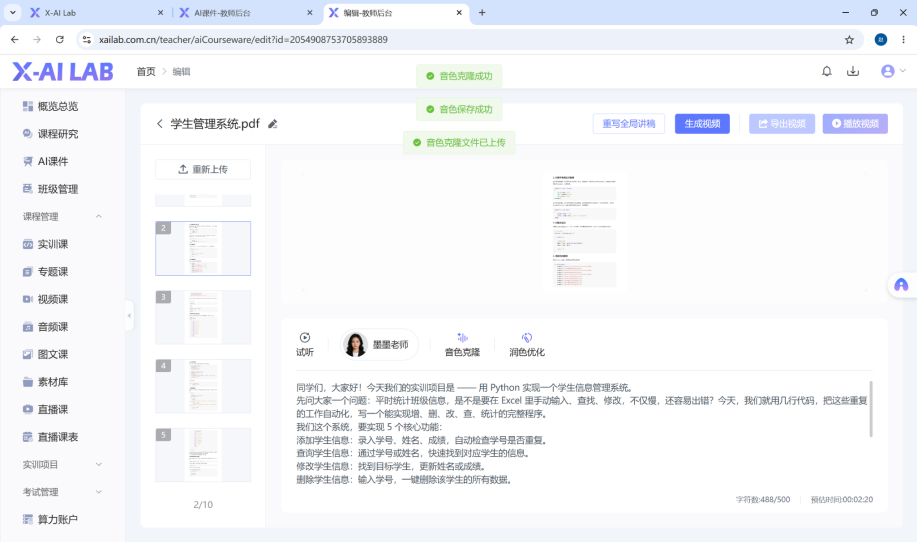 X-AI Lab
AI课件-教师后台
编辑-教师后台
xailab.com.cn/teacher/aiCourseware/edit?id=2054908753705893889
X-AI LAB
首页 > 编辑
音色克隆成功
音色保存成功
音色克隆文件已上传
概览总览
课程研究
AI课件
班级管理
课程管理
实训课
专题课
视频课
音频课
图文课
素材库
直播课
直播课表
实训项目
考试管理
算力账户
学生管理系统.pdf
重写全局讲稿
生成视频
导出视频
播放视频
重新上传
2
3
4
5
2/10
试听
墨墨老师
音色克隆
润色优化
同学们，大家好！今天我们的实训项目是 —— 用 Python 实现一个学生信息管理系统。
先问大家一个问题：平时统计班级信息，是不是要在 Excel 里手动输入、查找、修改，不仅慢，还容易出错？今天，我们就用几行代码，把这些重复
的工作自动化，写一个能实现增、删、改、查、统计的完整程序。
我们这个系统，要实现 5 个核心功能：
添加学生信息：录入学号、姓名、成绩，自动检查学号是否重复。
查询学生信息：通过学号或姓名，快速找到对应学生的信息。
修改学生信息：找到目标学生，更新姓名或成绩。
删除学生信息：输入学号，一键删除该学生的所有数据。
字符数:488/500
预估时间:00:02:20